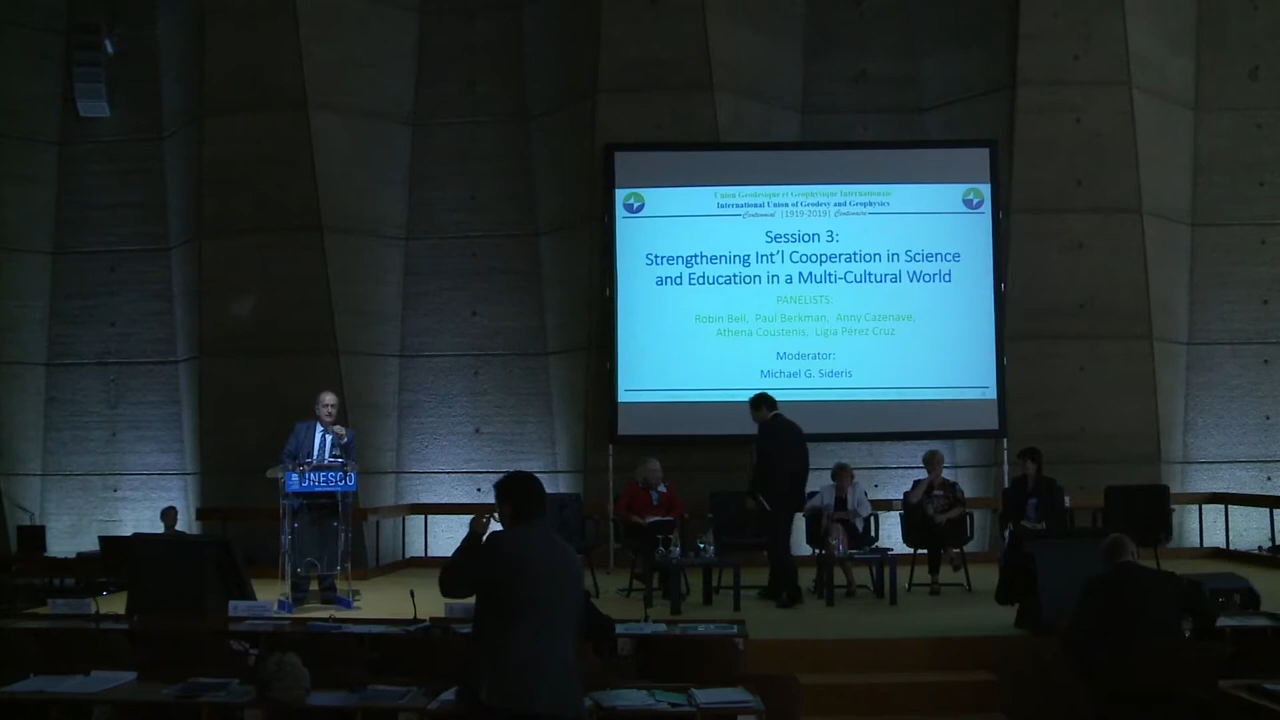 Union Geodesique et Geophysique Internationale
International Union of Geodesy and Geophysics
Centennial |1919-2019| Centenaire
Session 3:
Strengthening Int'l Cooperation in Science
and Education in a Multi-Cultural World
PANELISTS:
Robin Bell, Paul Berkman, Anny Cazenave,
Athena Coustenis, Ligia Pérez Cruz
Moderator:
Michael G. Sideris
UNESCO